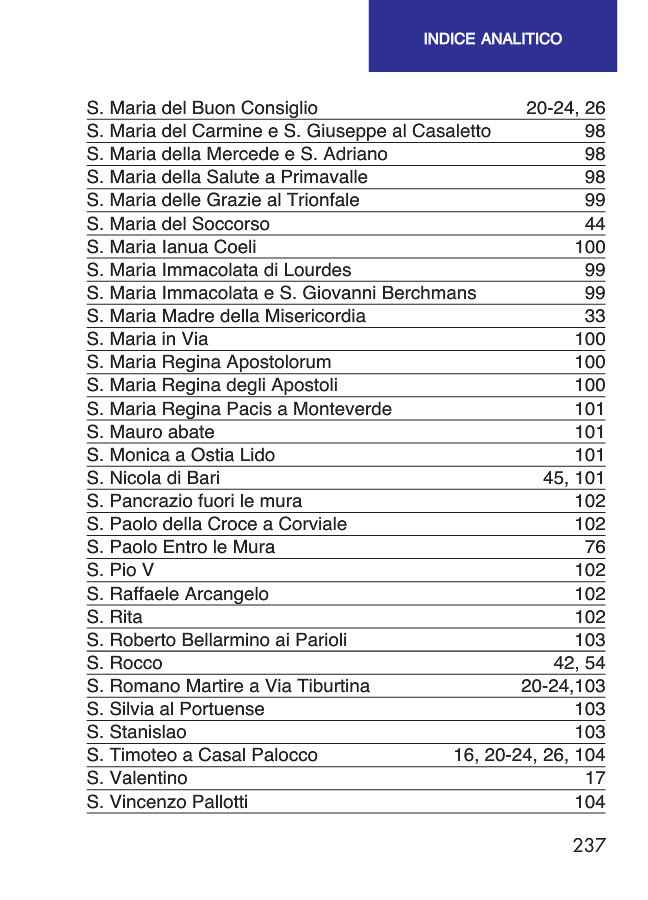 INDICE ANALITICO
S. Maria del Buon Consiglio 20-24, 26
S. Maria del Carmine e S. Giuseppe al Casaletto 98
S. Maria della Mercede e S. Adriano 98
S. Maria della Salute a Primavalle 98
S. Maria delle Grazie al Trionfale 99
S. Maria del Soccorso 44
S. Maria Ianua Coeli 100
S. Maria Immacolata di Lourdes 99
S. Maria Immacolata e S. Giovanni Berchmans 99
S. Maria Madre della Misericordia 33
S. Maria in Via 100
S. Maria Regina Apostolorum 100
S. Maria Regina degli Apostoli 100
S. Maria Regina Pacis a Monteverde 101
S. Mauro abate 101
S. Monica a Ostia Lido 101
S. Nicola di Bari 45, 101
S. Pancrazio fuori le mura 102
S. Paolo della Croce a Corviale 102
S. Paolo Entro le Mura 76
S. Pio V 102
S. Raffaele Arcangelo 102
S. Rita 102
S. Roberto Bellarmino ai Parioli 103
S. Rocco 42, 54
S. Romano Martire a Via Tiburtina 20-24,103
S. Silvia al Portuense 103
S. Stanislao 103
S. Timoteo a Casal Palocco 16, 20-24, 26, 104
S. Valentino 17
S. Vincenzo Pallotti 104
237